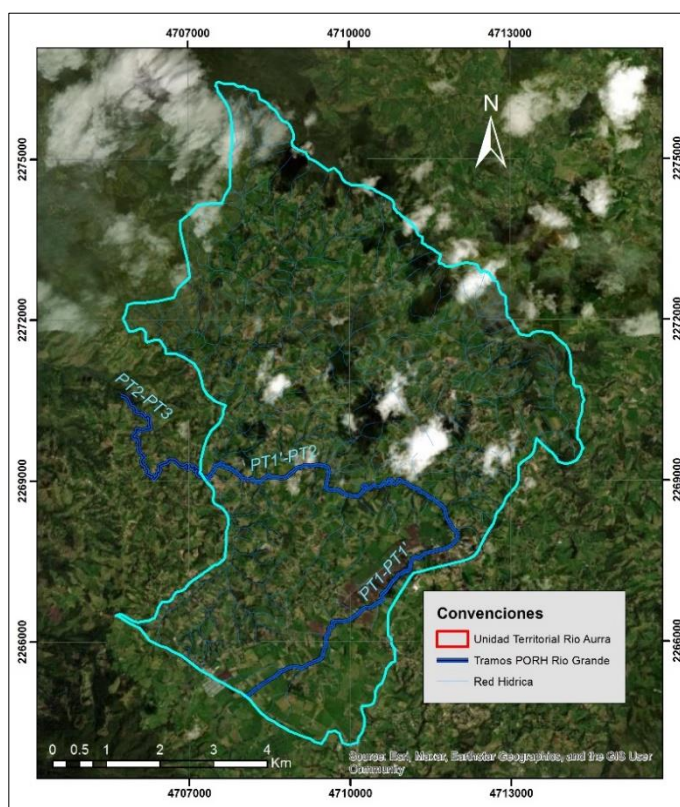 4707000 4710000 4713000
N
2275000 2275000
2272000 2272000
PT2-PT3
PT1'-PT2
2269000 2269000
PT1-PT1'
Convenciones
Unidad Territorial Rio Aurra
Tramos PORH Rio Grande
Red Hidrica
2266000 2266000
0 0.5 1 2 3 4
Km
Source: Esri, Maxar, Earthstar Geographics, and the GIS User
Community
4707000 4710000 4713000